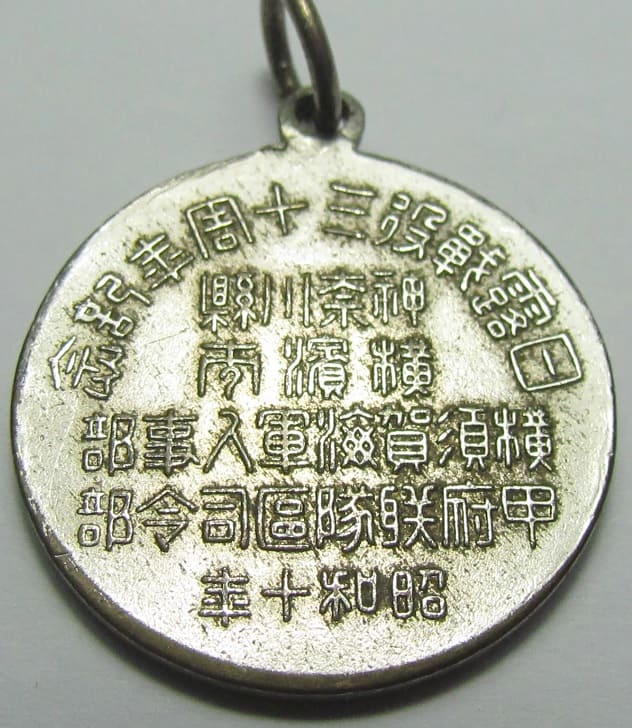 日露戰役三十周年記念
神奈川縣
横濱市
横須賀海軍人事部
甲府联隊區司令部
昭和十年